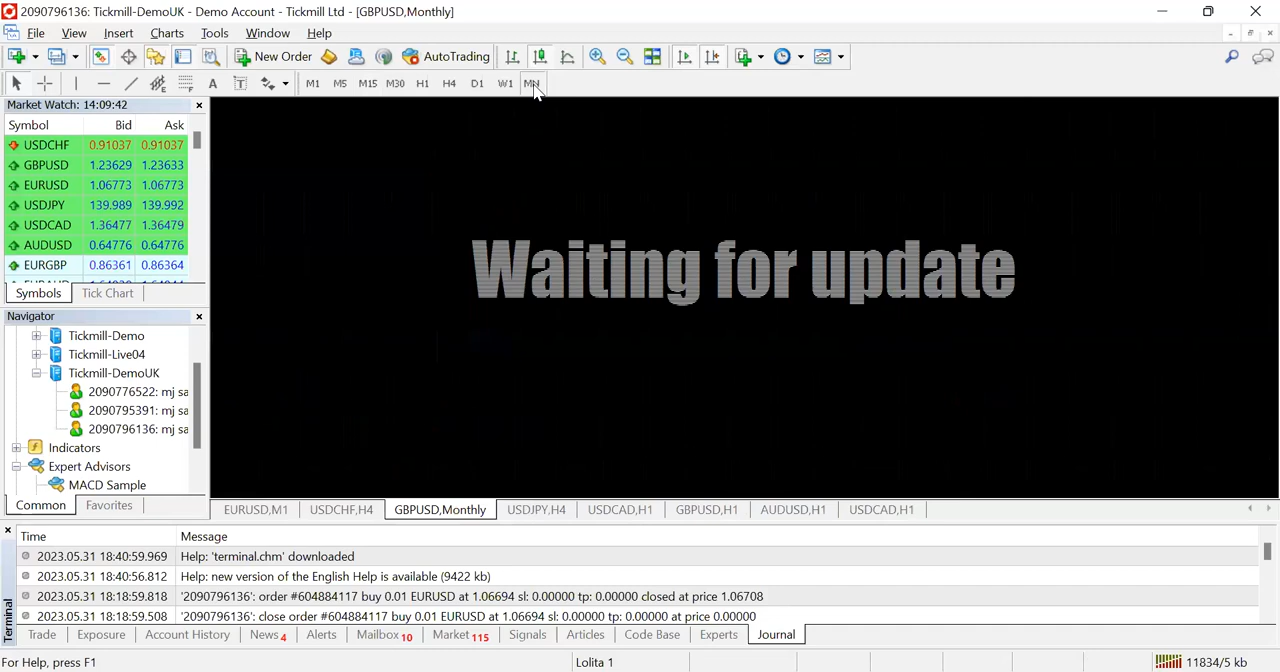 2090796136: Tickmill-DemoUK - Demo Account - Tickmill Ltd - [GBPUSD,Monthly]
File View Insert Charts Tools Window Help
New Order AutoTrading
M1 M5 M15 M30 H1 H4 D1 W1 MN
Market Watch: 14:09:42
Symbol Bid Ask
USDCHF 0.91037 0.91037
GBPUSD 1.23629 1.23633
EURUSD 1.06773 1.06773
USDJPY 139.989 139.992
USDCAD 1.36477 1.36479
AUDUSD 0.64776 0.64776
EURGBP 0.86361 0.86364
Symbols Tick Chart
Waiting for update
Navigator
Tickmill-Demo
Tickmill-Live04
Tickmill-DemoUK
2090776522: mj sa
2090795391: mj sa
2090796136: mj sa
Indicators
Expert Advisors
MACD Sample
Common Favorites
EURUSD,M1 USDCHF,H4 GBPUSD,Monthly USDJPY,H4 USDCAD,H1 GBPUSD,H1 AUDUSD,H1 USDCAD,H1
Time Message
2023.05.31 18:40:59.969 Help: 'terminal.chm' downloaded
2023.05.31 18:40:56.812 Help: new version of the English Help is available (9422 kb)
2023.05.31 18:18:59.818 '2090796136': order #604884117 buy 0.01 EURUSD at 1.06694 sl: 0.00000 tp: 0.00000 closed at price 1.06708
2023.05.31 18:18:59.508 '2090796136': close order #604884117 buy 0.01 EURUSD at 1.06694 sl: 0.00000 tp: 0.00000 at price 0.00000
Terminal
Trade Exposure Account History News 4 Alerts Mailbox 10 Market 115 Signals Articles Code Base Experts Journal
For Help, press F1 Lolita 1 11834/5 kb